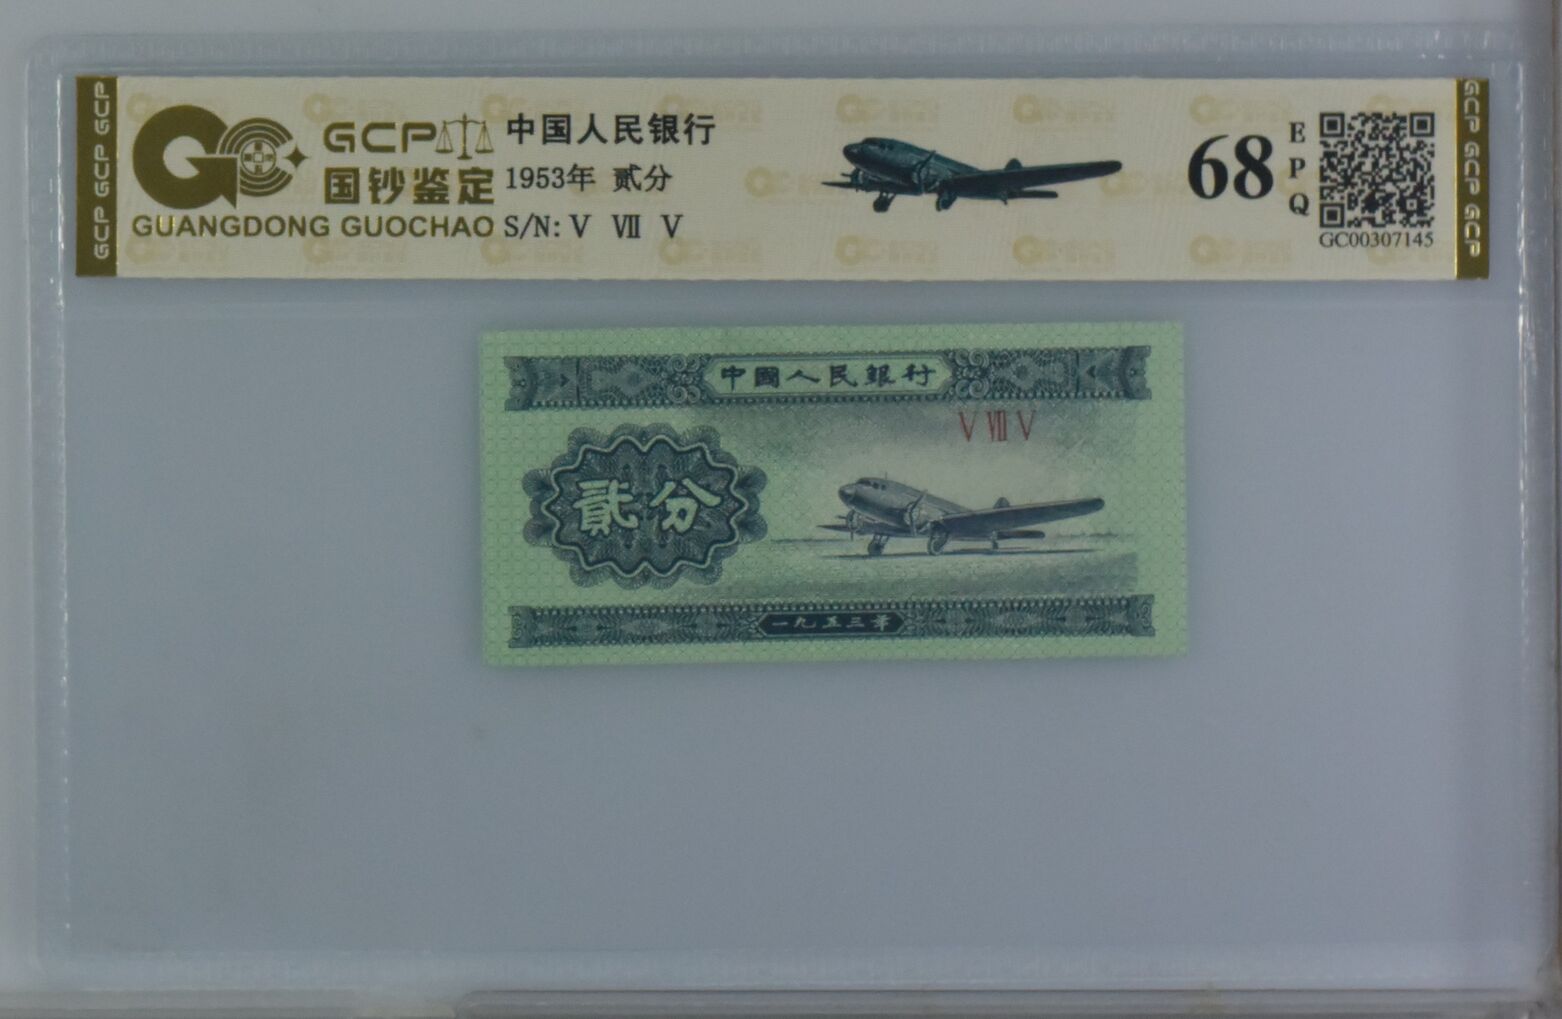 GCP
中国人民银行
国钞鉴定
1953年 贰分
GUANGDONG GUOCHAO
S/N: V Ⅶ V
68
EPQ
GC00307145
GCP GCP GCP
GCP GCP GCP
中國人民銀行
V Ⅶ V
貳分
一九五三年